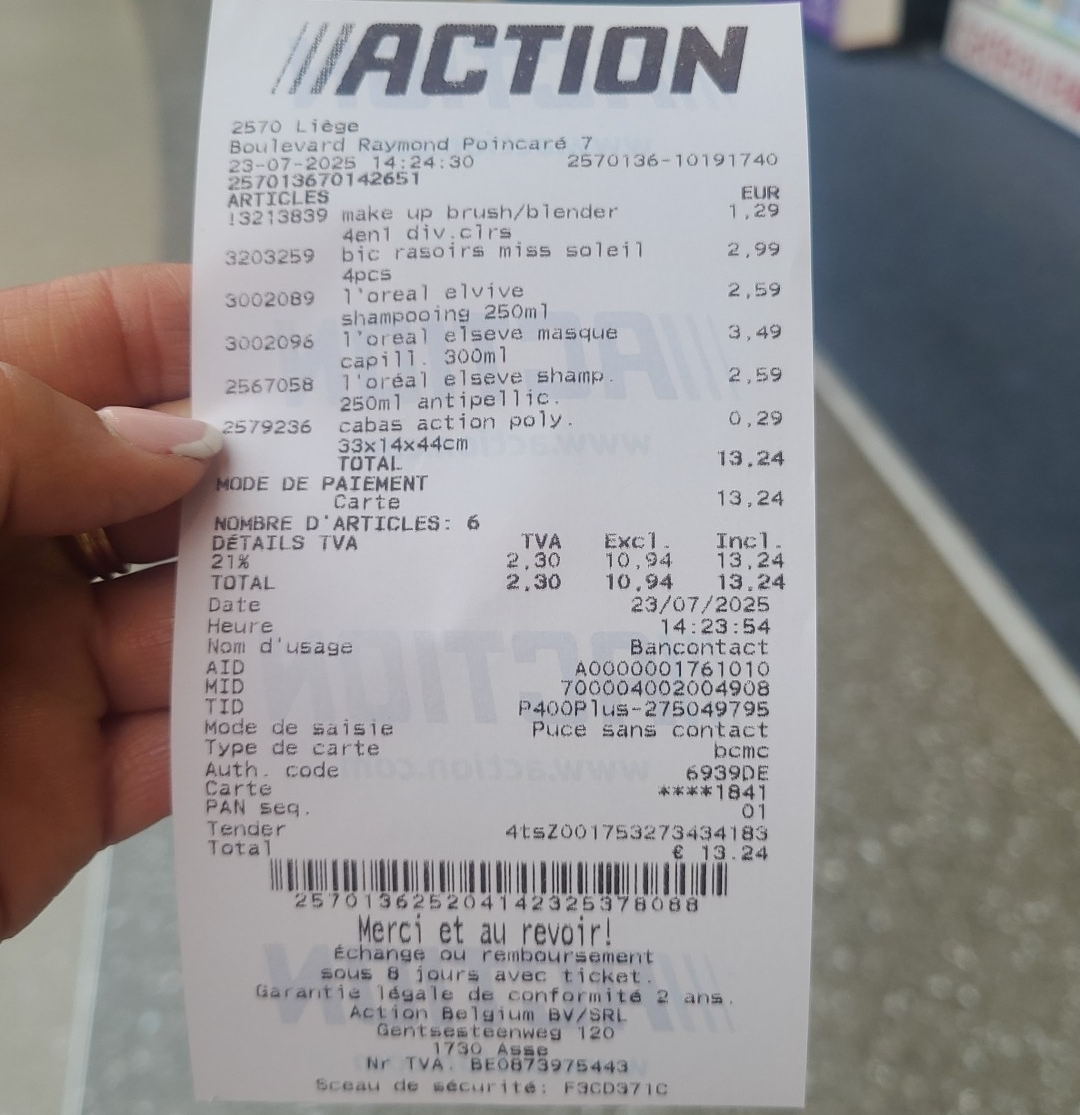 ///ACTION
2570 Liège
Boulevard Raymond Poincaré 7
23-07-2025 14:24:30 2570136-10191740
257013670142651
ARTICLES EUR
!3213839 make up brush/blender 1,29
4en1 div.clrs
3203259 bic rasoirs miss soleil 2,99
4pcs
3002089 l'oreal elvive 2,59
shampooing 250ml
3002096 l'oreal elseve masque 3,49
capill. 300ml
2567058 l'oréal elseve shamp. 2,59
250ml antipellic.
2579236 cabas action poly. 0,29
33x14x44cm
TOTAL 13,24
MODE DE PAIEMENT
Carte 13,24
NOMBRE D'ARTICLES: 6
DÉTAILS TVA TVA Excl. Incl.
21% 2,30 10,94 13,24
TOTAL 2,30 10,94 13,24
Date 23/07/2025
Heure 14:23:54
Nom d'usage Bancontact
AID A0000001761010
MID 700004002004908
TID P400Plus-275049795
Mode de saisie Puce sans contact
Type de carte bcmc
Auth. code 6939DE
Carte ****1841
PAN seq. 01
Tender 4tsZ001753273434183
Total € 13.24
257013625204142325378088
Merci et au revoir!
Échange ou remboursement
sous 8 jours avec ticket.
Garantie légale de conformité 2 ans.
Action Belgium BV/SRL
Gentsesteenweg 120
1730 Asse
Nr TVA. BE0873975443
Sceau de sécurité: F3CD371C